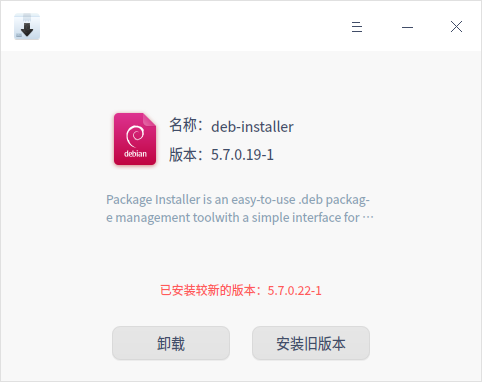 debian
名称：deb-installer
版本：5.7.0.19-1
Package Installer is an easy-to-use .deb packag-
e management toolwith a simple interface for ···
已安装较新的版本：5.7.0.22-1
卸载
安装旧版本